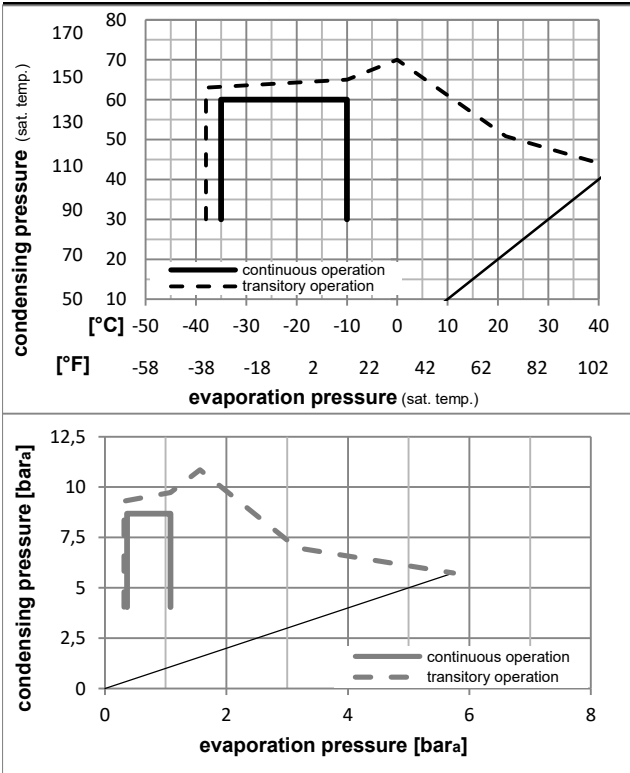 condensing pressure (sat. temp.)
170
150
130
110
90
70
50
80
70
60
50
40
30
20
10
continuous operation
transitory operation
[°C] -50 -40 -30 -20 -10 0 10 20 30 40
[°F] -58 -38 -18 2 22 42 62 82 102
evaporation pressure (sat. temp.)
condensing pressure [bara]
12,5
10
7,5
5
2,5
0
continuous operation
transitory operation
0 2 4 6 8
evaporation pressure [bara]